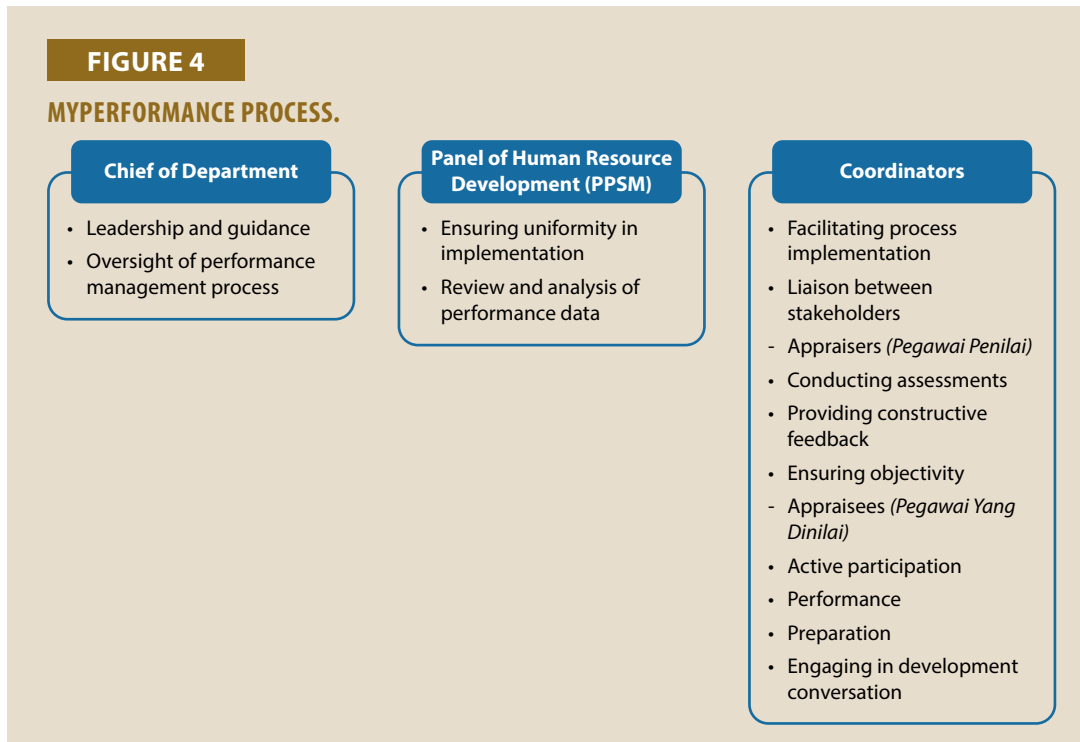 FIGURE 4
MYPERFORMANCE PROCESS.
Chief of Department
• Leadership and guidance
• Oversight of performance
management process
Panel of Human Resource
Development (PPSM)
• Ensuring uniformity in
implementation
• Review and analysis of
performance data
Coordinators
• Facilitating process
implementation
• Liaison between
stakeholders
- Appraisers (Pegawai Penilai)
• Conducting assessments
• Providing constructive
feedback
• Ensuring objectivity
- Appraisees (Pegawai Yang
Dinilai)
• Active participation
• Performance
• Preparation
• Engaging in development
conversation